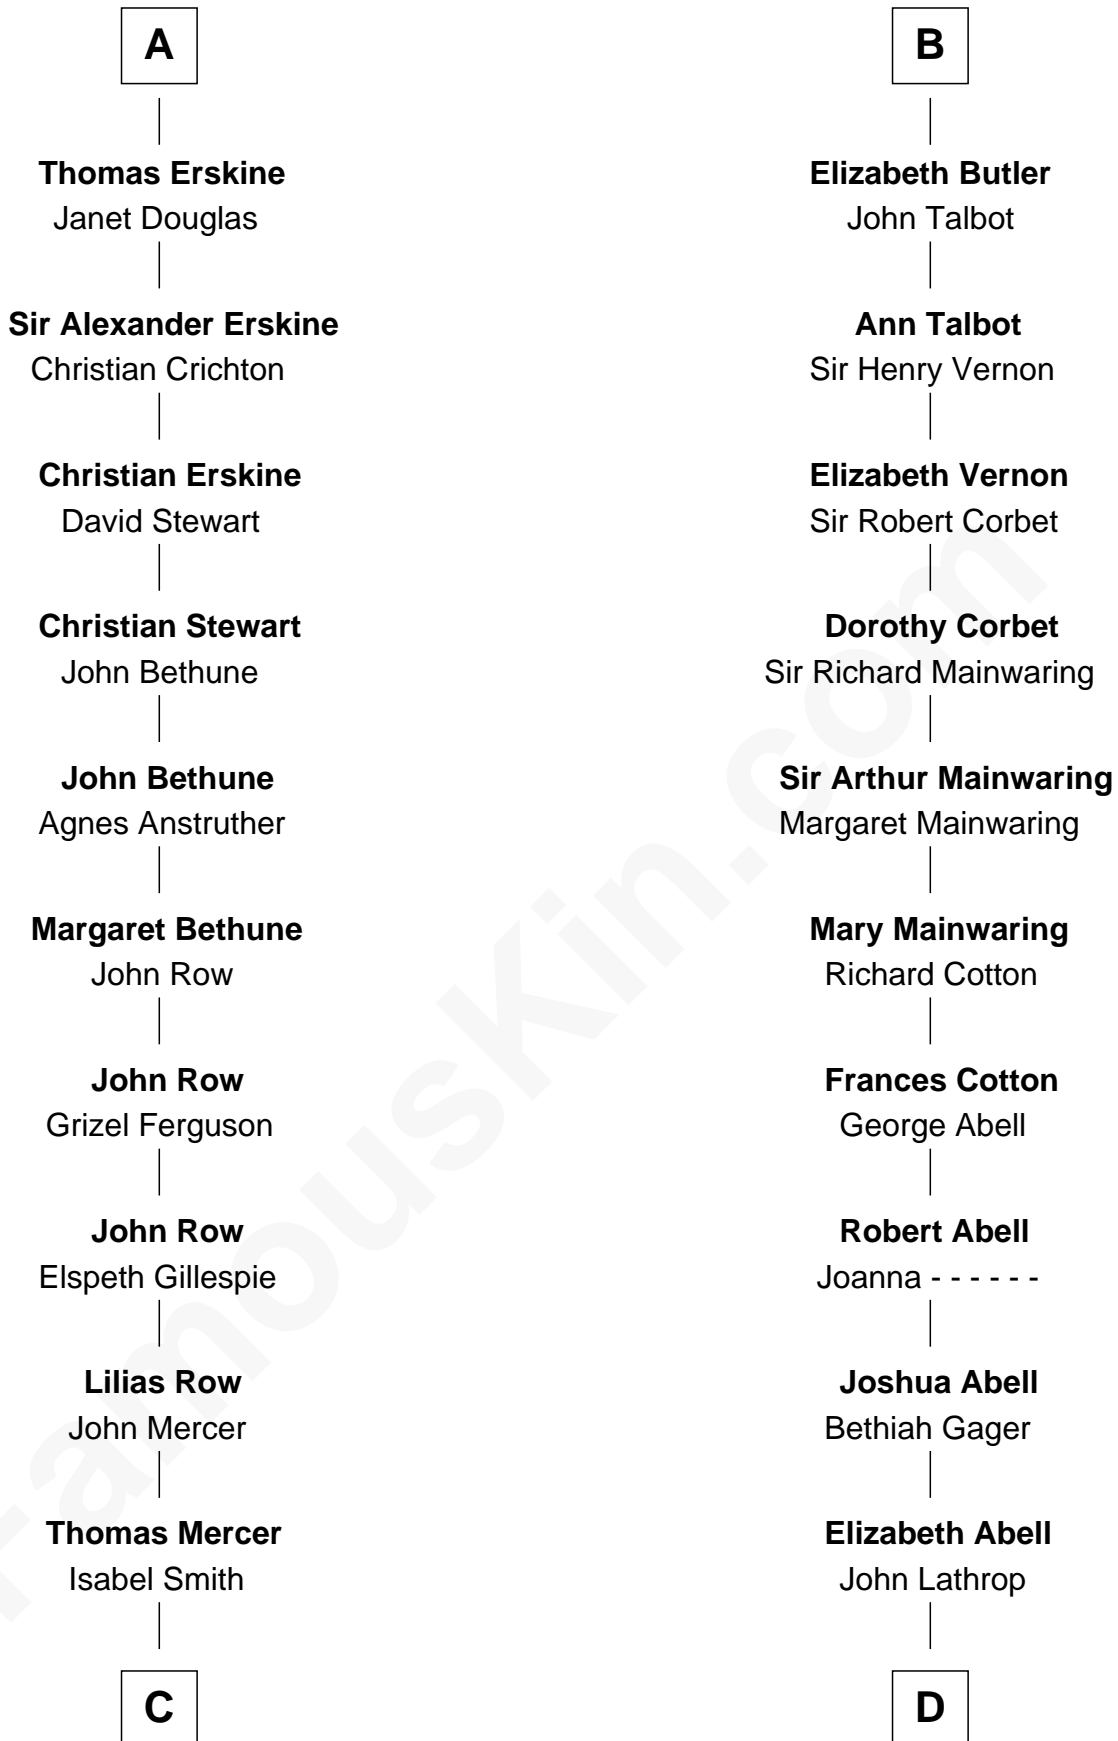 A
Thomas Erskine
Janet Douglas
Sir Alexander Erskine
Christian Crichton
Christian Erskine
David Stewart
Christian Stewart
John Bethune
John Bethune
Agnes Anstruther
Margaret Bethune
John Row
John Row
Grizel Ferguson
John Row
Elspeth Gillespie
Lilias Row
John Mercer
Thomas Mercer
Isabel Smith
C
B
Elizabeth Butler
John Talbot
Ann Talbot
Sir Henry Vernon
Elizabeth Vernon
Sir Robert Corbet
Dorothy Corbet
Sir Richard Mainwaring
Sir Arthur Mainwaring
Margaret Mainwaring
Mary Mainwaring
Richard Cotton
Frances Cotton
George Abell
Robert Abell
Joanna - - - - - -
Joshua Abell
Bethiah Gager
Elizabeth Abell
John Lathrop
D
FamousKin.com